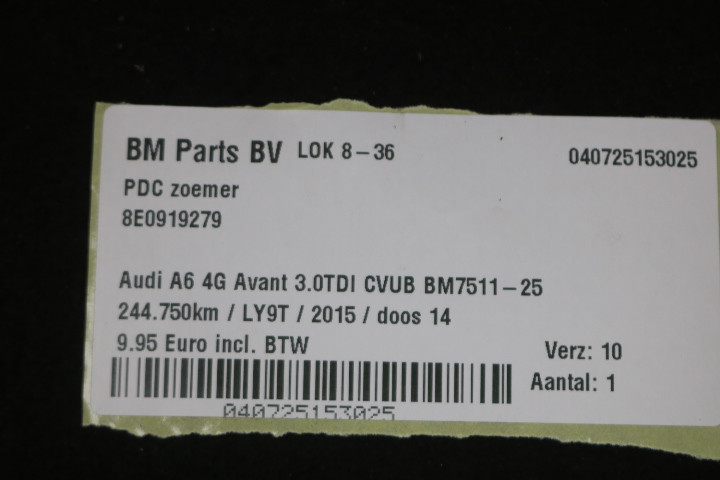 BM Parts BV LOK 8-36 040725153025
PDC zoemer
8E0919279
Audi A6 4G Avant 3.0TDI CVUB BM7511-25
244.750km / LY9T / 2015 / doos 14
9.95 Euro incl. BTW
Verz: 10
Aantal: 1
040725153025